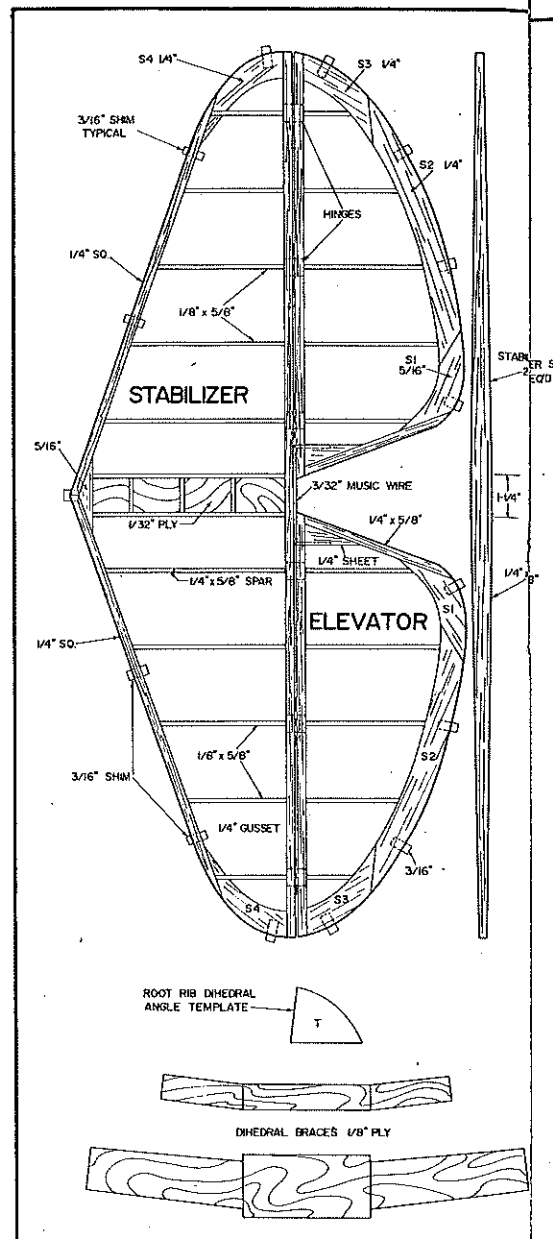 S4 1/4"
S3 1/4"
3/16" SHIM
TYPICAL
S2 1/4"
HINGES
1/4" SQ.
1/8" x 5/8"
S1
5/16"
STABILIZER
5/16"
3/32" MUSIC WIRE
1-1/4"
1/32" PLY
1/4" x 5/8"
1/4" SHEET
1/4" x 5/8" SPAR
S1
ELEVATOR
1/4" SQ.
S2
1/8" x 5/8"
3/16" SHIM
1/4" GUSSET
3/16"
S4
S3
ROOT RIB DIHEDRAL
ANGLE TEMPLATE
T
DIHEDRAL BRACES 1/8" PLY